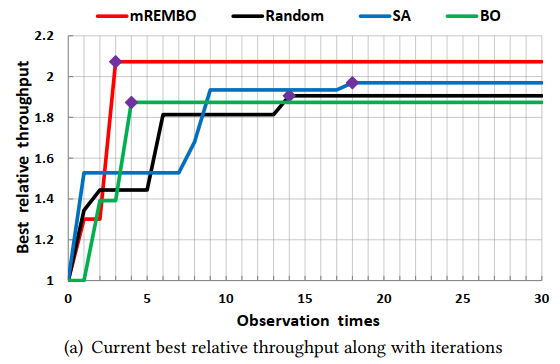 mREMBO Random SA BO
2.2
2
1.8
1.6
1.4
1.2
1
Best relative throughput
0 5 10 15 20 25 30
Observation times
(a) Current best relative throughput along with iterations